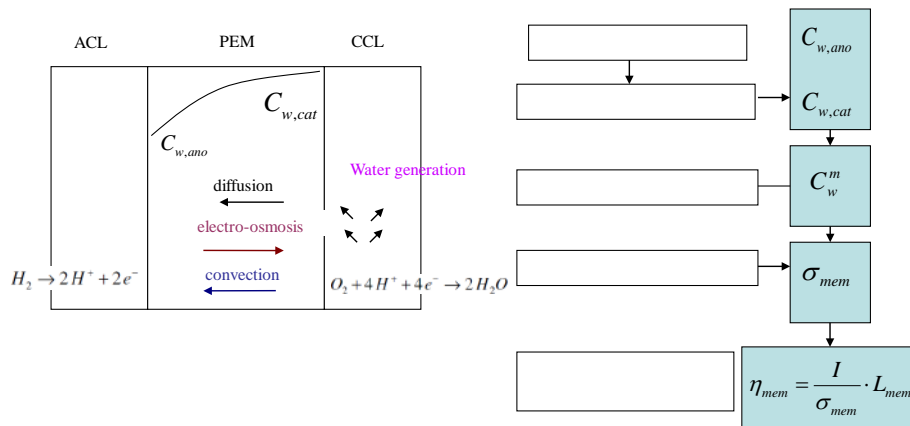 ACL PEM CCL
C_{w,cat}
C_{w,ano}
Water generation
diffusion
electro-osmosis
convection
H_2 → 2H^+ + 2e^-
O_2 + 4H^+ + 4e^- → 2H_2O
C_{w,ano}
C_{w,cat}
C_w^m
σ_{mem}
η_{mem} = \frac{I}{σ_{mem}} · L_{mem}